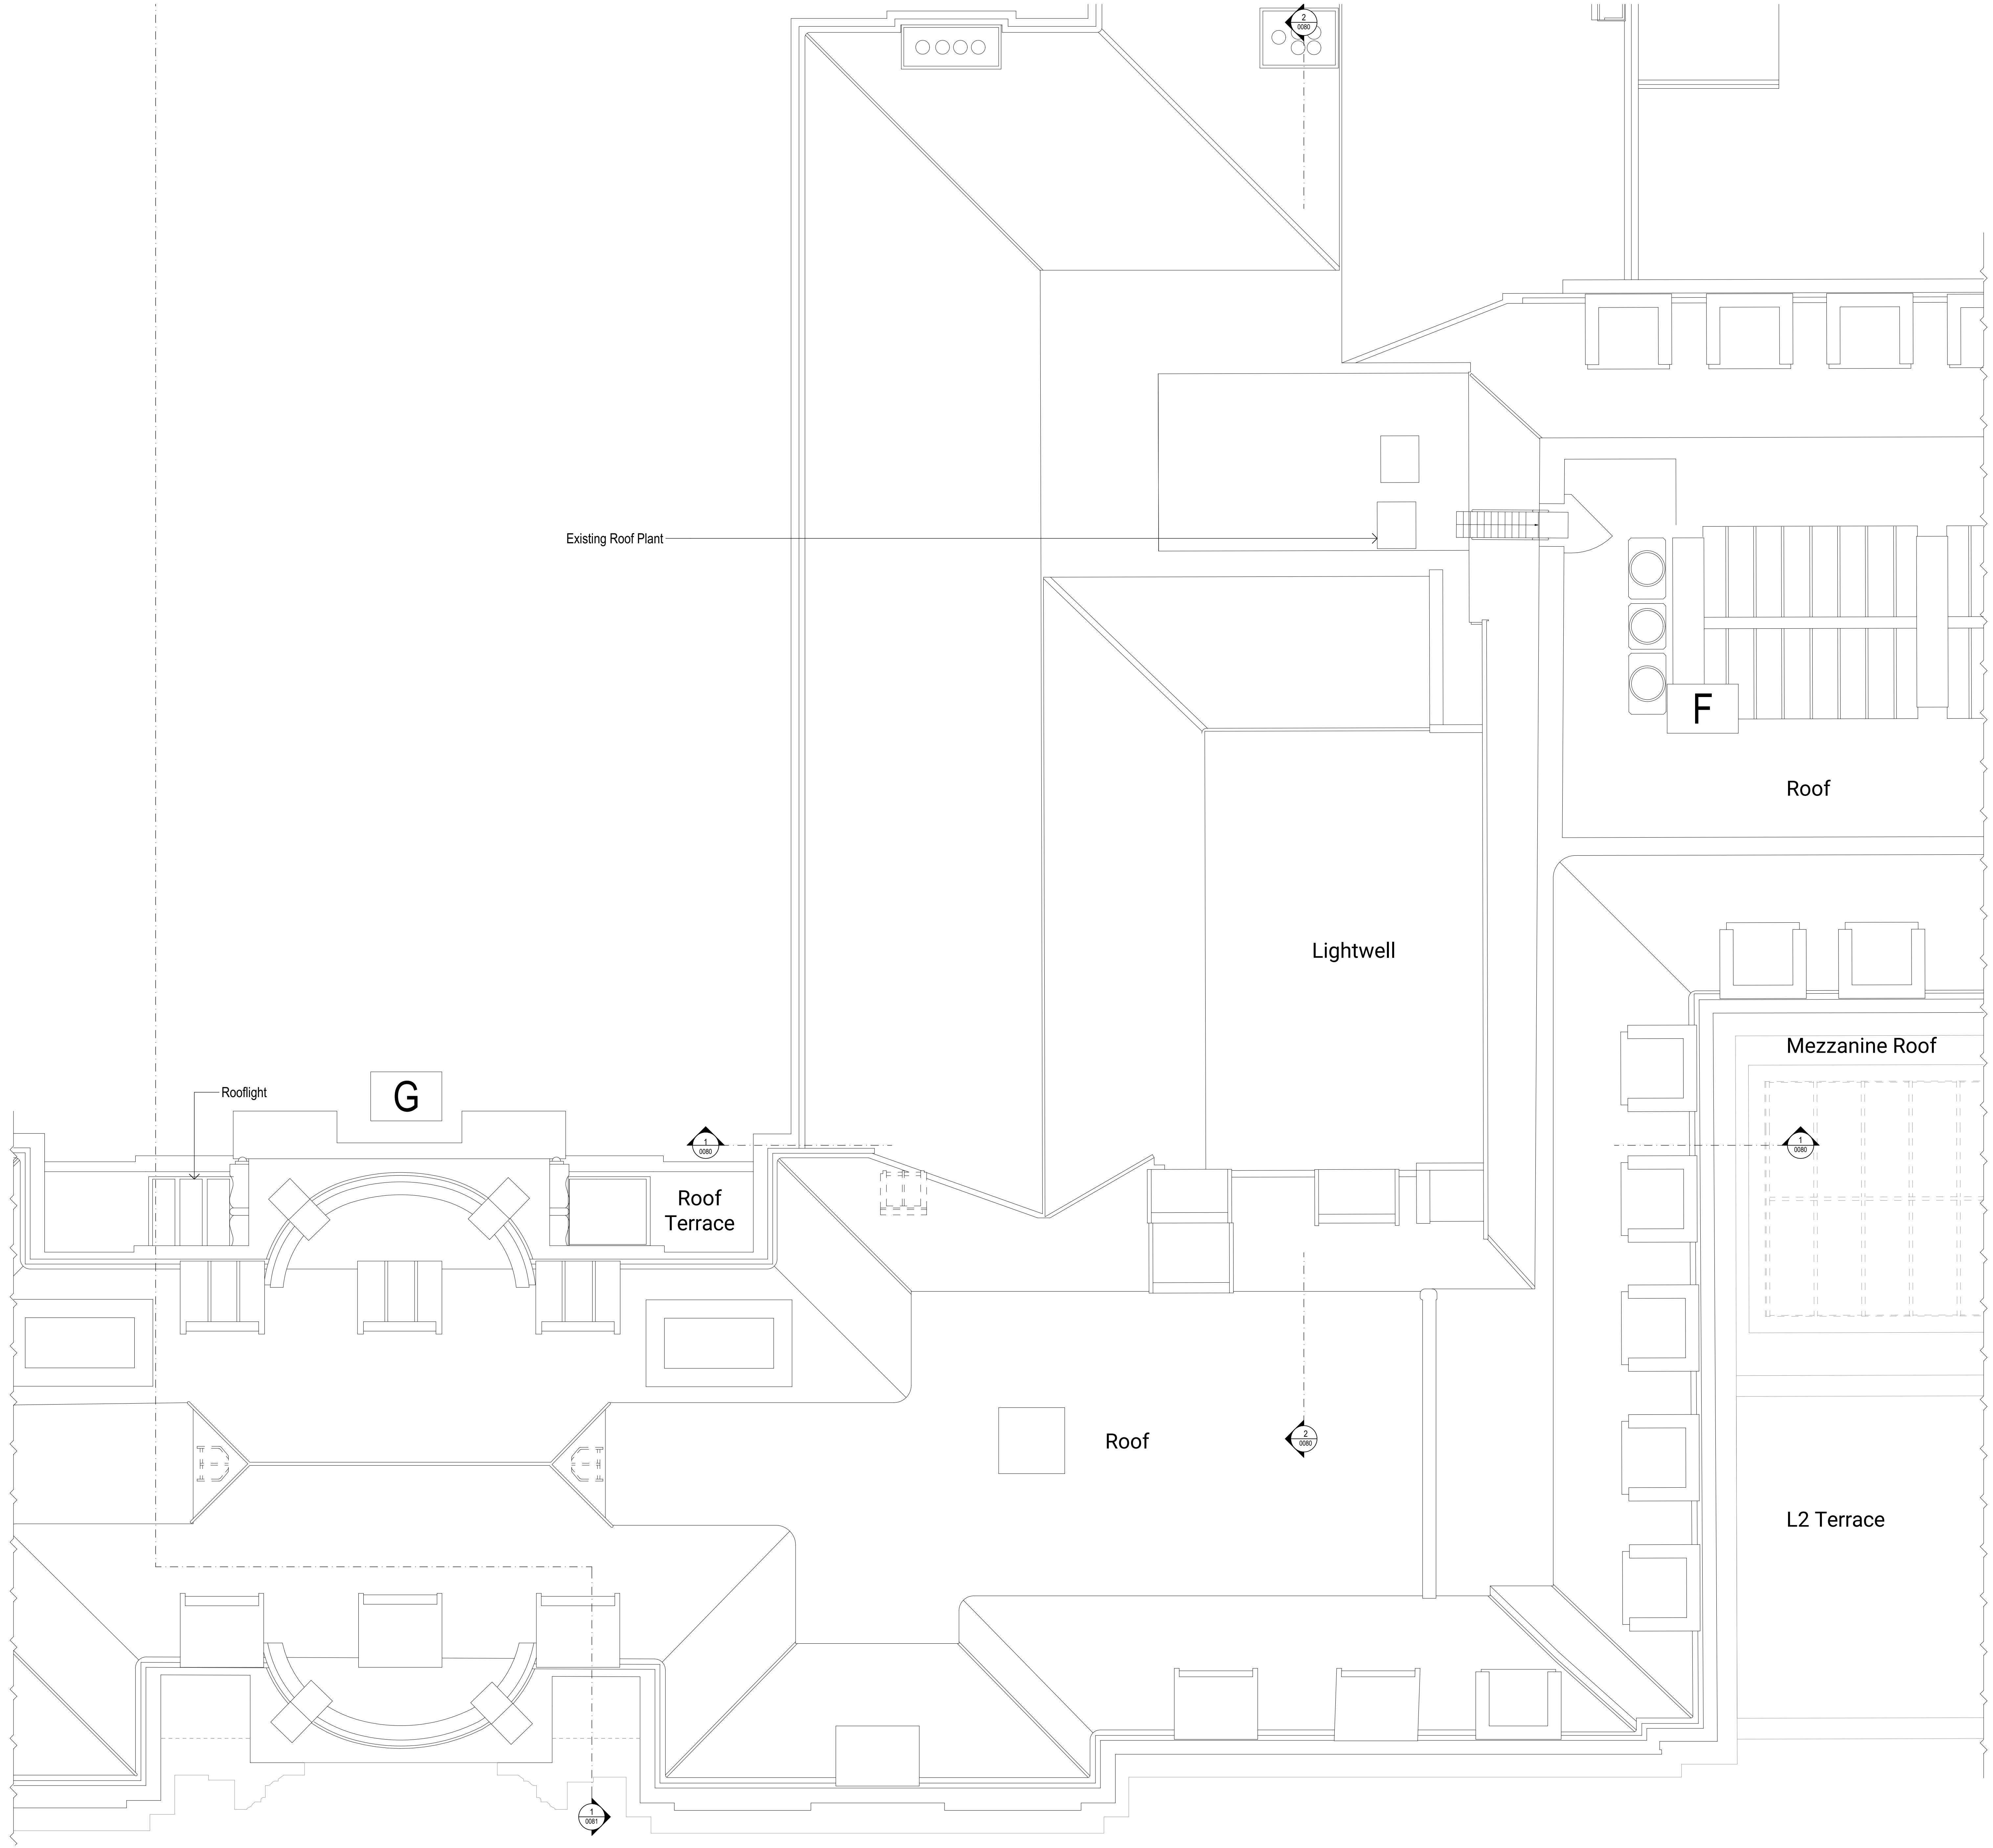 2
0080
Existing Roof Plant
F
Roof
Lightwell
Mezzanine Roof
G
Rooflight
1
0080
1
0080
Roof
Terrace
Roof
2
0080
L2 Terrace
1
0081